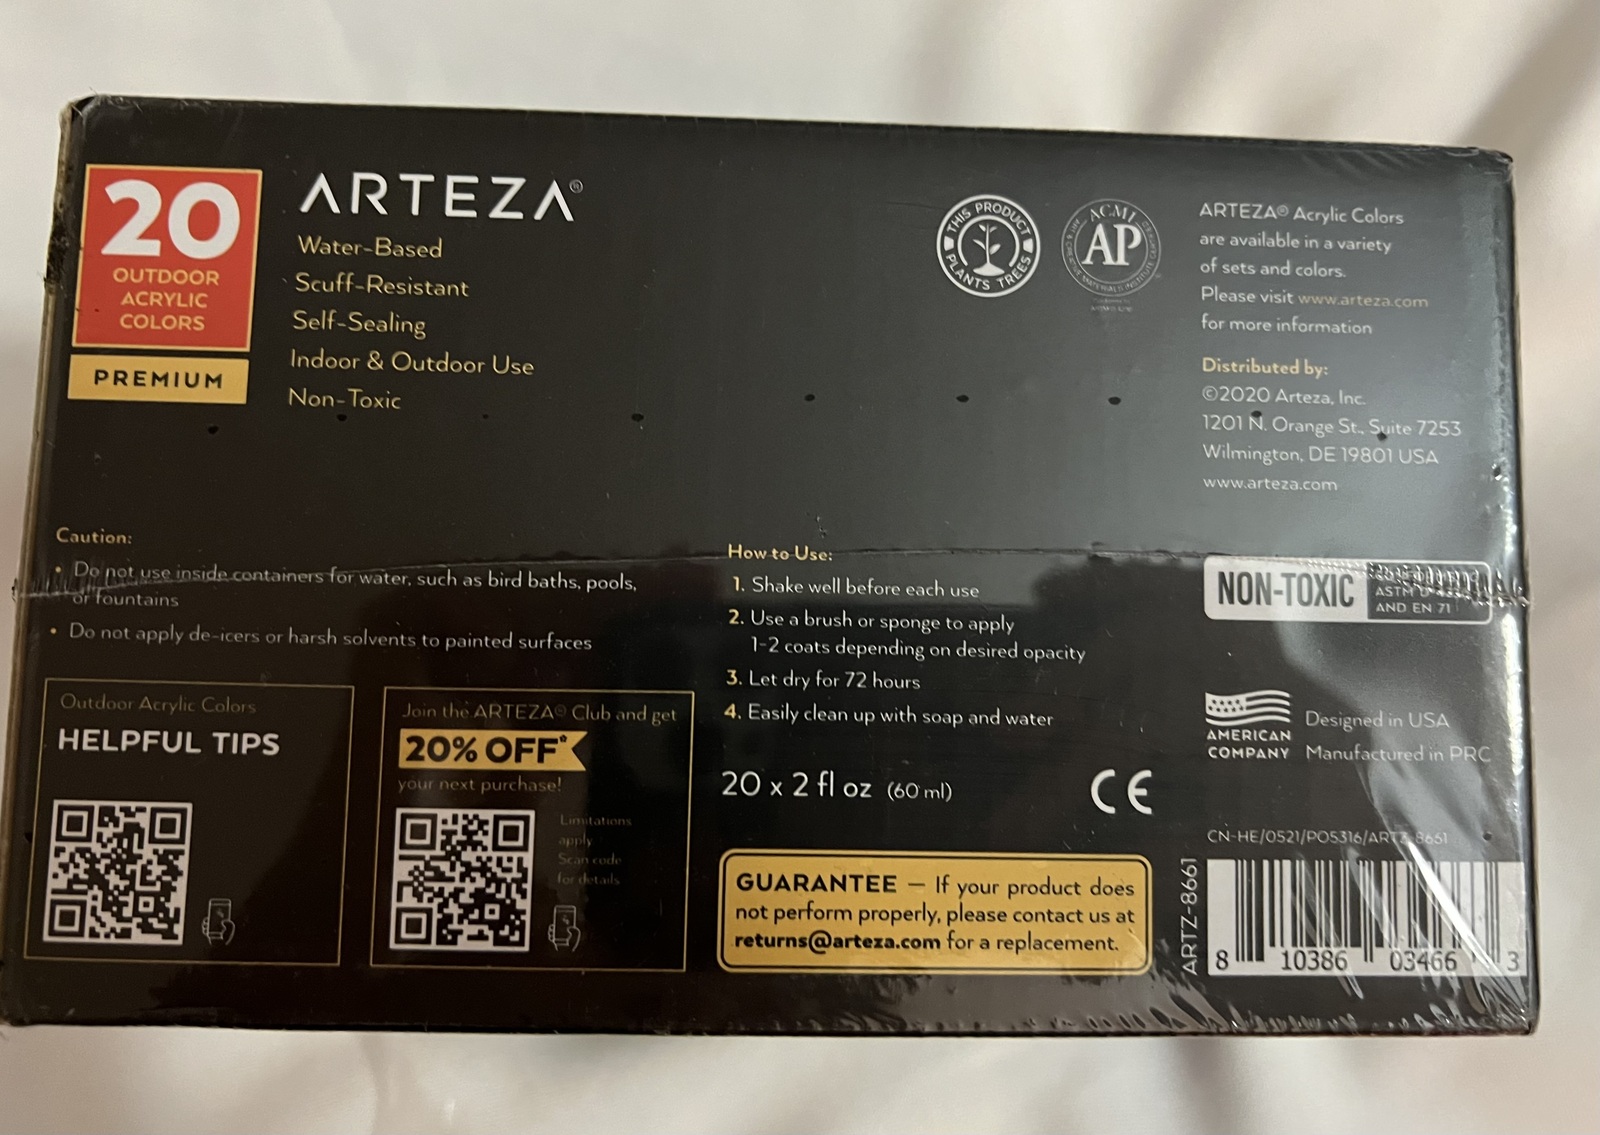 20
OUTDOOR
ACRYLIC
COLORS
PREMIUM
ARTEZA®
Water-Based
Scuff-Resistant
Self-Sealing
Indoor & Outdoor Use
Non-Toxic
THIS PRODUCT
PLANTS TREES
ACMI
AP
ARTEZA® Acrylic Colors
are available in a variety
of sets and colors.
Please visit www.arteza.com
for more information
Distributed by:
©2020 Arteza, Inc.
1201 N. Orange St., Suite 7253
Wilmington, DE 19801 USA
www.arteza.com
Caution:
• Do not use inside containers for water, such as bird baths, pools,
or fountains
• Do not apply de-icers or harsh solvents to painted surfaces
Outdoor Acrylic Colors
HELPFUL TIPS
Join the ARTEZA® Club and get
20% OFF*
your next purchase!
Limitations
apply
Scan code
for details
How to Use:
1. Shake well before each use
2. Use a brush or sponge to apply
1-2 coats depending on desired opacity
3. Let dry for 72 hours
4. Easily clean up with soap and water
20 x 2 fl oz (60 ml)
CE
GUARANTEE — If your product does
not perform properly, please contact us at
returns@arteza.com for a replacement.
NON-TOXIC
ASTM
AND EN 71
AMERICAN
COMPANY
Designed in USA
Manufactured in PRC
CN-HE/0521/PO5316/ARTZ-8661
ARTZ-8661
8 10386 03466 3